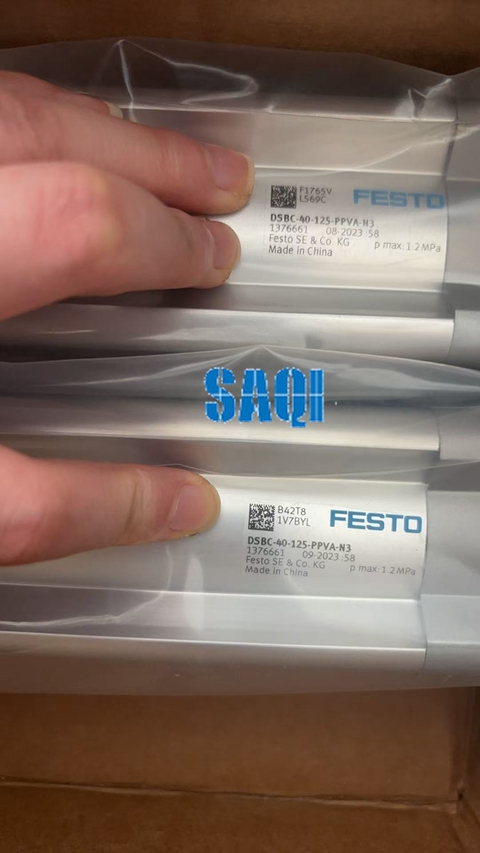 F1765V
L569C
FESTO
DSBC-40-125-PPVA-N3
1376661 08-2023:58
Festo SE & Co. KG p max: 1.2 MPa
Made in China
SAQI
B42T8
1V7BYL
FESTO
DSBC-40-125-PPVA-N3
1376661 09-2023:58
Festo SE & Co. KG p max: 1.2 MPa
Made in China